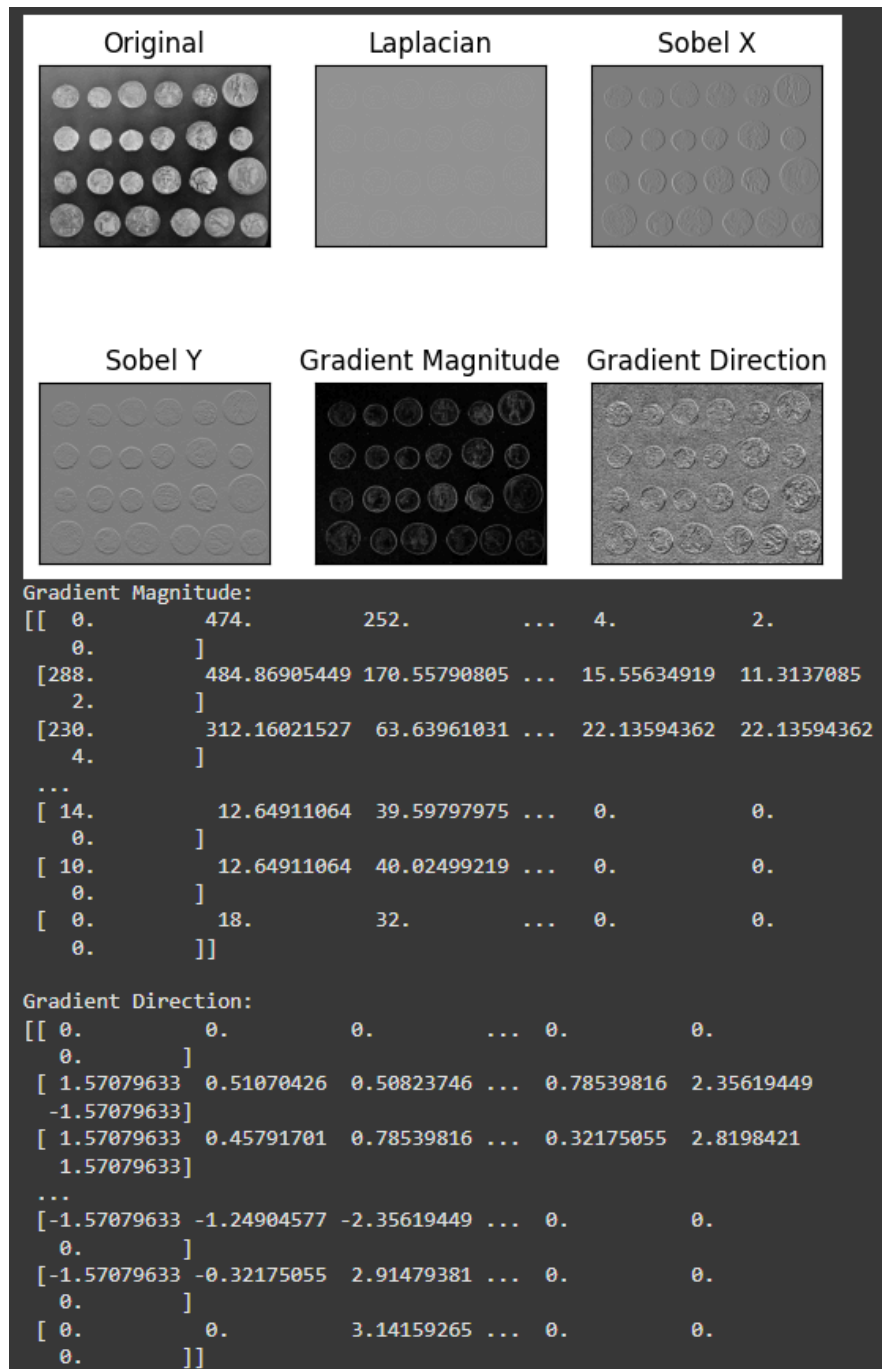 Original Laplacian Sobel X
Sobel Y Gradient Magnitude Gradient Direction
Gradient Magnitude:
[[  0.         474.         252.         ...   4.           2.
    0.        ]
 [288.         484.86905449 170.55790805 ...  15.55634919  11.3137085
    2.        ]
 [230.         312.16021527  63.63961031 ...  22.13594362  22.13594362
    4.        ]
 ...
 [ 14.          12.64911064  39.59797975 ...   0.           0.
    0.        ]
 [ 10.          12.64911064  40.02499219 ...   0.           0.
    0.        ]
 [  0.          18.          32.         ...   0.           0.
    0.        ]]
Gradient Direction:
[[ 0.          0.          0.         ...  0.          0.
   0.        ]
 [ 1.57079633  0.51070426  0.50823746 ...  0.78539816  2.35619449
  -1.57079633]
 [ 1.57079633  0.45791701  0.78539816 ...  0.32175055  2.8198421
   1.57079633]
 ...
 [-1.57079633 -1.24904577 -2.35619449 ...  0.          0.
   0.        ]
 [-1.57079633 -0.32175055  2.91479381 ...  0.          0.
   0.        ]
 [ 0.          0.          3.14159265 ...  0.          0.
   0.        ]]